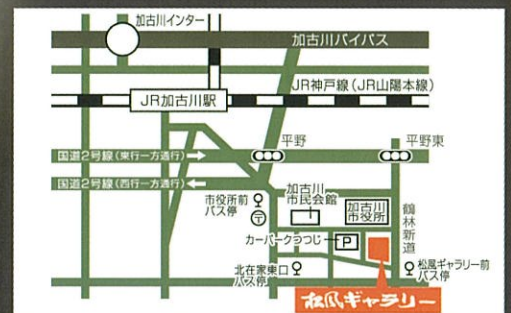 加古川インター
加古川バイパス
JR神戸線(JR山陽本線)
JR加古川駅
平野
平野東
国道2号線(東行一方通行)
国道2号線(西行一方通行)
市役所前
バス停
加古川
市民会館
加古川
市役所
鶴林新道
カーパークつつじ
P
北在家東口
バス停
松風ギャラリー前
バス停
松風ギャラリー